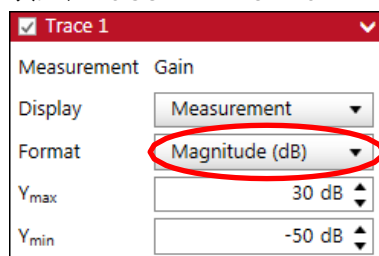 Trace 1
Measurement Gain
Display Measurement
Format Magnitude (dB)
Ymax 30 dB
Ymin -50 dB